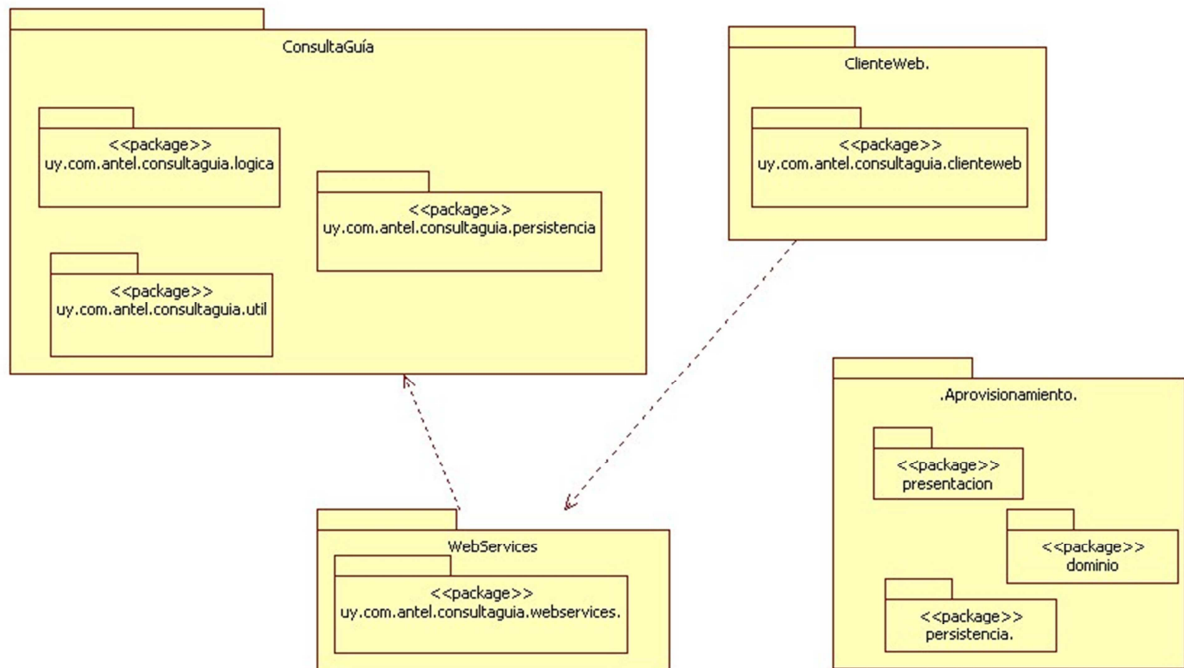 ConsultaGuía
<<package>>
uy.com.antel.consultaguia.logica
<<package>>
uy.com.antel.consultaguia.persistencia
<<package>>
uy.com.antel.consultaguia.util
ClienteWeb.
<<package>>
uy.com.antel.consultaguia.clienteweb
WebServices
<<package>>
uy.com.antel.consultaguia.webservices.
.Aprovisionamiento.
<<package>>
presentacion
<<package>>
dominio
<<package>>
persistencia.